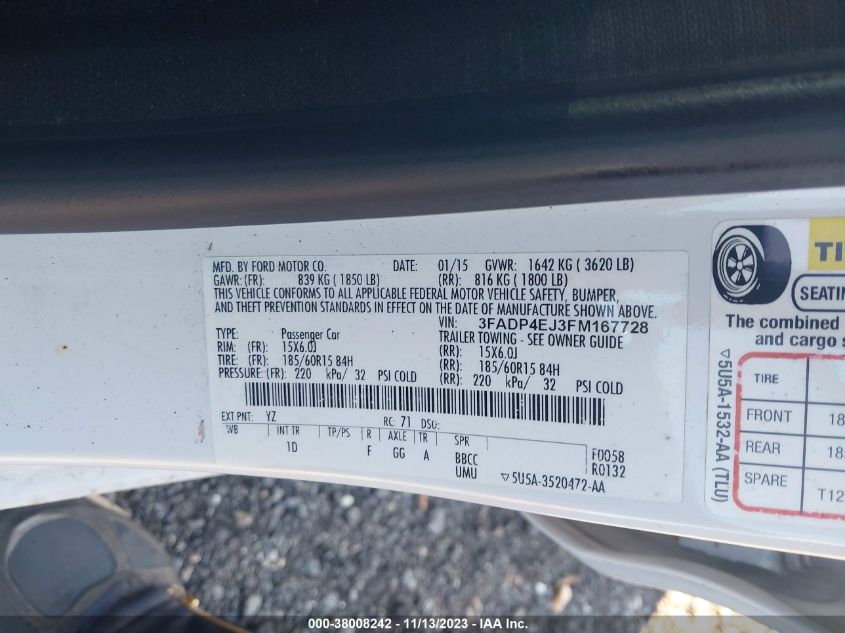 MFD. BY FORD MOTOR CO. DATE: 01/15 GVWR: 1642 KG ( 3620 LB)
GAWR: (FR): 839 KG ( 1850 LB) (RR): 816 KG ( 1800 LB)
THIS VEHICLE CONFORMS TO ALL APPLICABLE FEDERAL MOTOR VEHICLE SAFETY, BUMPER,
AND THEFT PREVENTION STANDARDS IN EFFECT ON THE DATE OF MANUFACTURE SHOWN ABOVE.
VIN: 3FADP4EJ3FM167728
TYPE: Passenger Car TRAILER TOWING - SEE OWNER GUIDE
RIM: (FR): 15X6.0J (RR): 15X6.0J
TIRE: (FR): 185/60R15 84H (RR): 185/60R15 84H
PRESSURE: (FR): 220 kPa/ 32 PSI COLD (RR): 220 kPa/ 32 PSI COLD
EXT PNT: YZ RC: 71 DSG:
WB INT TR TP/PS R AXLE TR SPR
1D F GG A BBCC
UMU
F0058
R0132
▽5U5A-3520472-AA
TI
SEATIN
The combined
and cargo s
TIRE
FRONT 18
REAR 18
SPARE T12
▽5U5A-1532-AA (TLU)
000-38008242 - 11/13/2023 - IAA Inc.